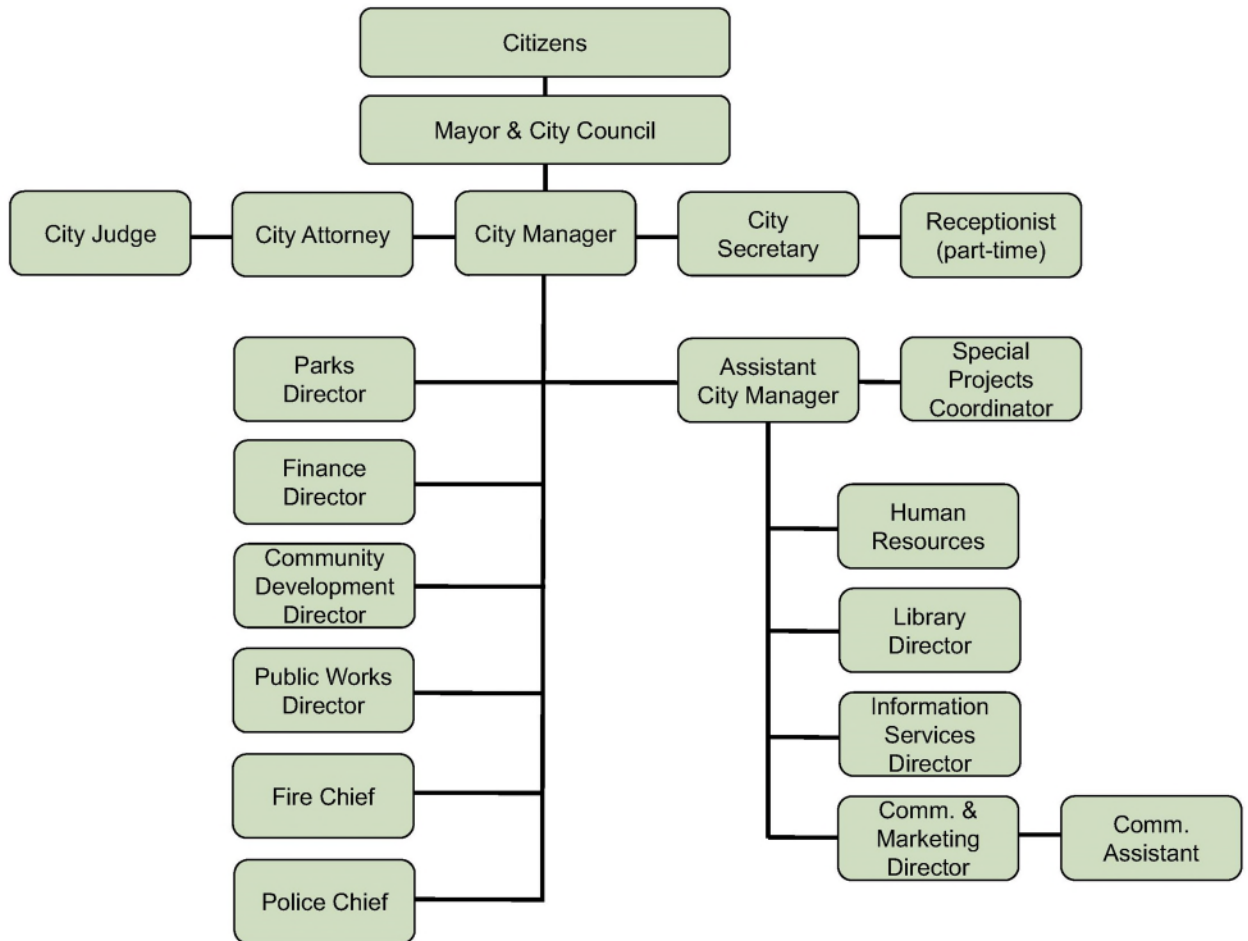 Citizens
Mayor & City Council
City Judge
City Attorney
City Manager
City
Secretary
Receptionist
(part-time)
Parks
Director
Assistant
City Manager
Special
Projects
Coordinator
Finance
Director
Human
Resources
Community
Development
Director
Library
Director
Public Works
Director
Information
Services
Director
Fire Chief
Comm. &
Marketing
Director
Comm.
Assistant
Police Chief